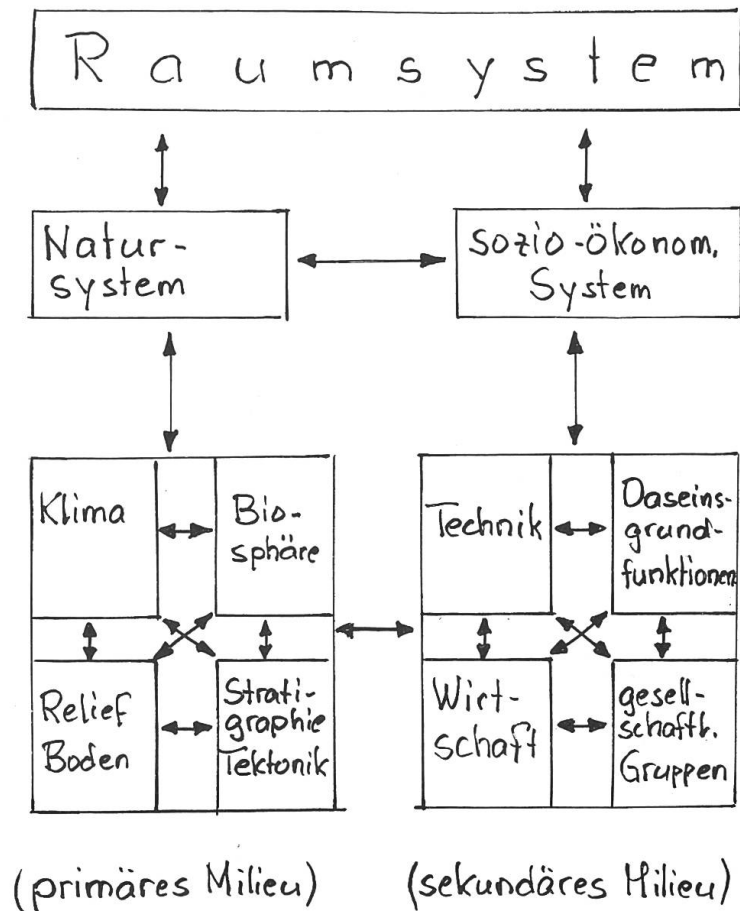 Raumsystem
Natur-
system
sozio-ökonom.
System
Klima
Bio-
sphäre
Relief
Boden
Strati-
graphie
Tektonik
Technik
Daseins-
grund-
funktionen
Wirt-
schaft
gesell-
schaftl.
Gruppen
(primäres Milieu)
(sekundäres Milieu)